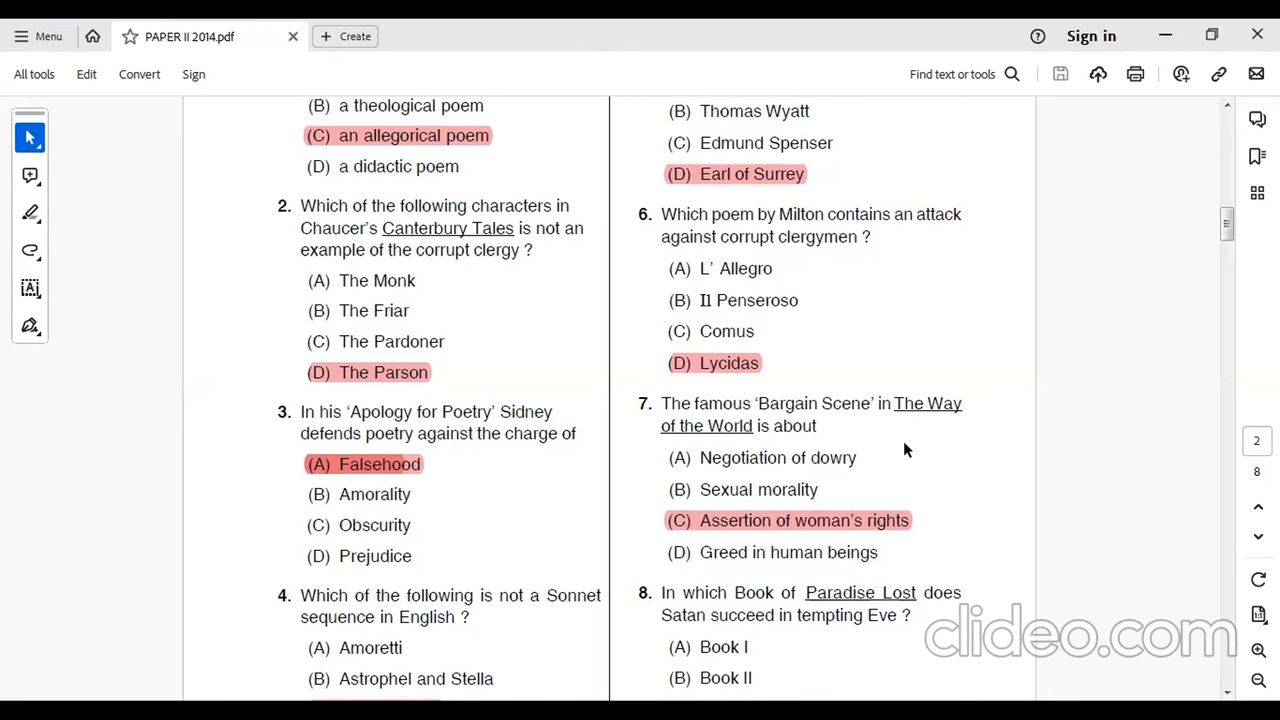 Menu
PAPER II 2014.pdf
Create
Sign in
All tools
Edit
Convert
Sign
Find text or tools
(B) a theological poem
(C) an allegorical poem
(D) a didactic poem
2. Which of the following characters in
Chaucer's Canterbury Tales is not an
example of the corrupt clergy ?
(A) The Monk
(B) The Friar
(C) The Pardoner
(D) The Parson
3. In his 'Apology for Poetry' Sidney
defends poetry against the charge of
(A) Falsehood
(B) Amorality
(C) Obscurity
(D) Prejudice
4. Which of the following is not a Sonnet
sequence in English ?
(A) Amoretti
(B) Astrophel and Stella
(B) Thomas Wyatt
(C) Edmund Spenser
(D) Earl of Surrey
6. Which poem by Milton contains an attack
against corrupt clergymen ?
(A) L' Allegro
(B) Il Penseroso
(C) Comus
(D) Lycidas
7. The famous 'Bargain Scene' in The Way
of the World is about
(A) Negotiation of dowry
(B) Sexual morality
(C) Assertion of woman's rights
(D) Greed in human beings
8. In which Book of Paradise Lost does
Satan succeed in tempting Eve ?
(A) Book I
(B) Book II
2
8
clideo.com